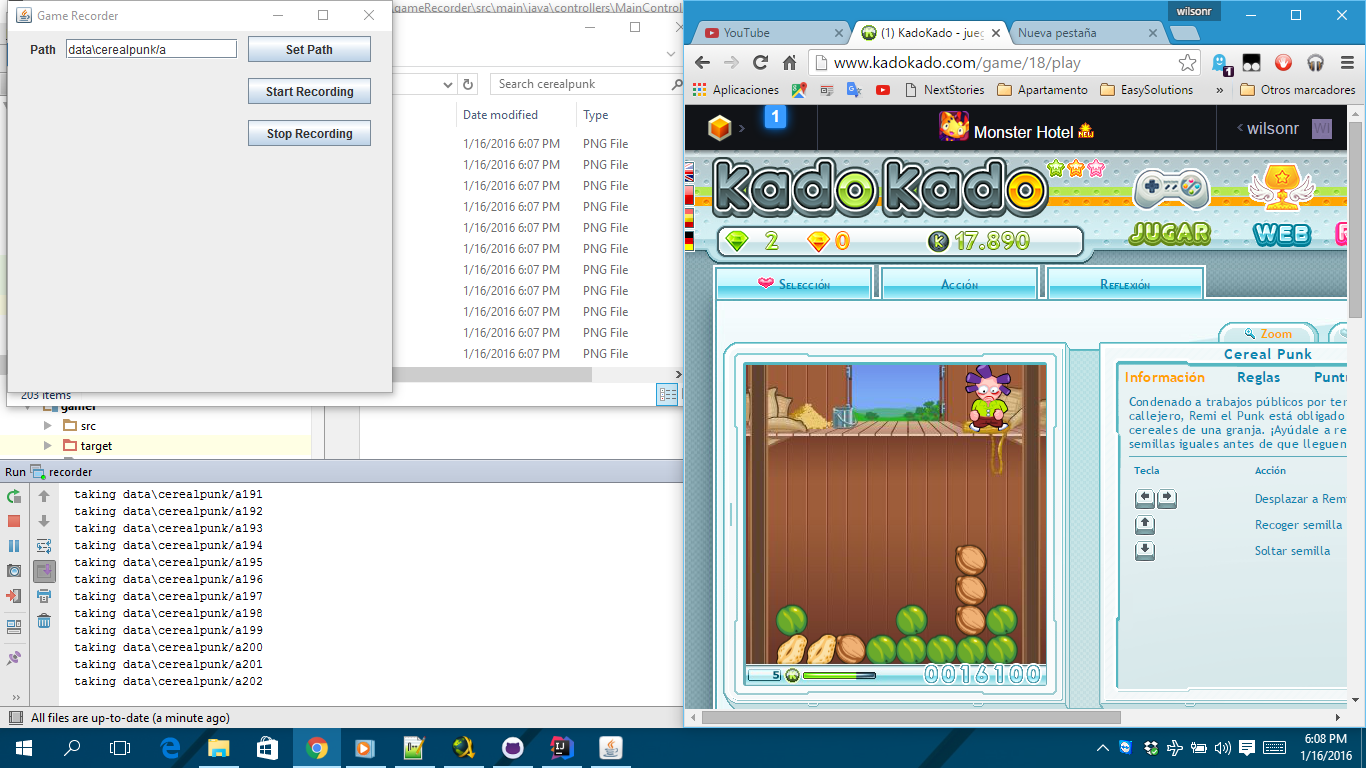 Game Recorder
Path
data\cerealpunk/a
Set Path
Start Recording
Stop Recording
gameRecorder\src\main\java\controllers\MainControl
Search cerealpunk
Date modified
Type
1/16/2016 6:07 PM PNG File
1/16/2016 6:07 PM PNG File
1/16/2016 6:07 PM PNG File
1/16/2016 6:07 PM PNG File
1/16/2016 6:07 PM PNG File
1/16/2016 6:07 PM PNG File
1/16/2016 6:07 PM PNG File
1/16/2016 6:07 PM PNG File
1/16/2016 6:07 PM PNG File
1/16/2016 6:07 PM PNG File
1/16/2016 6:07 PM PNG File
203 items
gamer
src
target
Run recorder
taking data\cerealpunk/a191
taking data\cerealpunk/a192
taking data\cerealpunk/a193
taking data\cerealpunk/a194
taking data\cerealpunk/a195
taking data\cerealpunk/a196
taking data\cerealpunk/a197
taking data\cerealpunk/a198
taking data\cerealpunk/a199
taking data\cerealpunk/a200
taking data\cerealpunk/a201
taking data\cerealpunk/a202
All files are up-to-date (a minute ago)
wilsonr
YouTube
(1) KadoKado - jueg
Nueva pestaña
www.kadokado.com/game/18/play
1
Aplicaciones
NextStories
Apartamento
EasySolutions
»
Otros marcadores
1
Monster Hotel NEW
wilsonr
WI
KadoKado
2
0
K 17.890
JUGAR
WEB
Selección
Acción
Reflexión
Zoom
Cereal Punk
Información
Reglas
Puntu
Condenado a trabajos públicos por ter
callejero, Remi el Punk está obligado
cereales de una granja. ¡Ayúdale a re
semillas iguales antes de que lleguen
Tecla
Acción
Desplazar a Rem
Recoger semilla
Soltar semilla
5
0016100
6:08 PM
1/16/2016